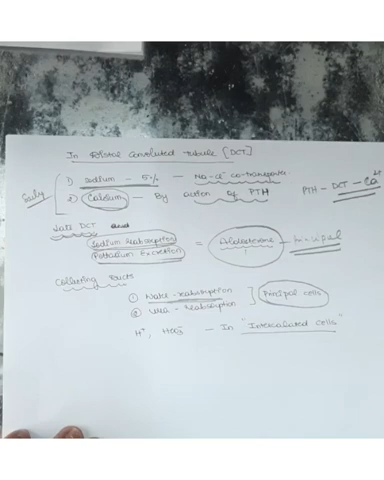 In Distal Convoluted tubule [DCT]
Early 1) Sodium - 5% - Na-Cl⁻ co-transporter
2) Calcium - By action of PTH PTH - DCT - Ca²⁺
Late DCT
Sodium Reabsorption = Aldosterone - principal
Potassium Excretion
Collecting Ducts
① Water - reabsorption ] Principal cells
② Urea - Reabsorption
H⁺, HCO₃⁻ - In "Intercalated cells"